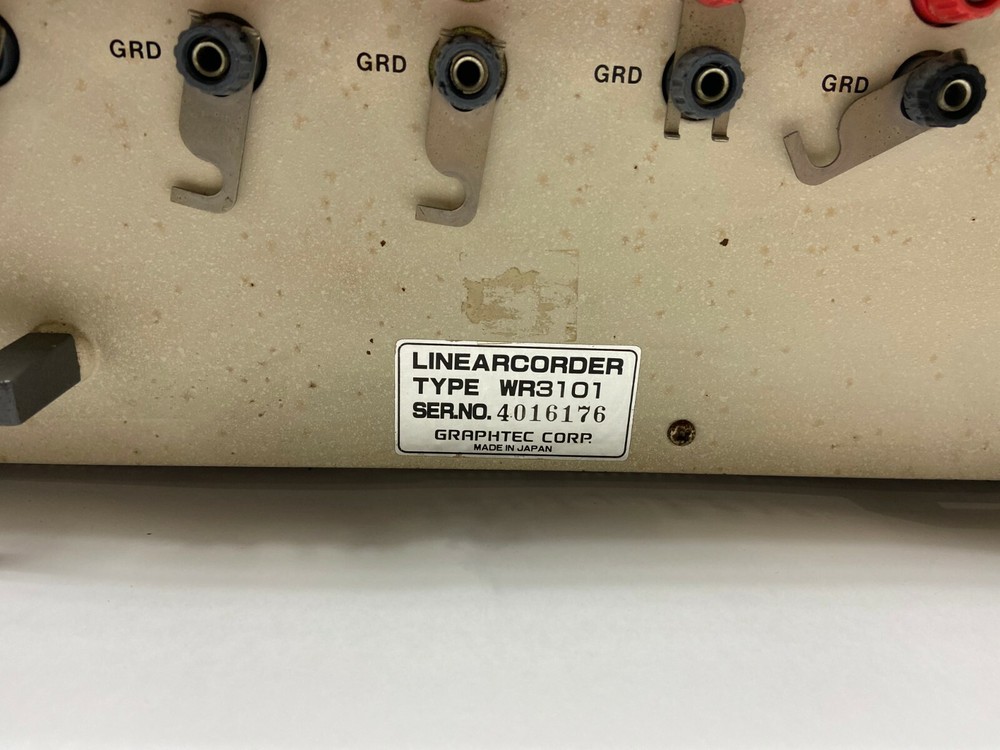 GRD
GRD
GRD
GRD
LINEARCORDER
TYPE WR3101
SER.NO. 4016176
GRAPHTEC CORP.
MADE IN JAPAN